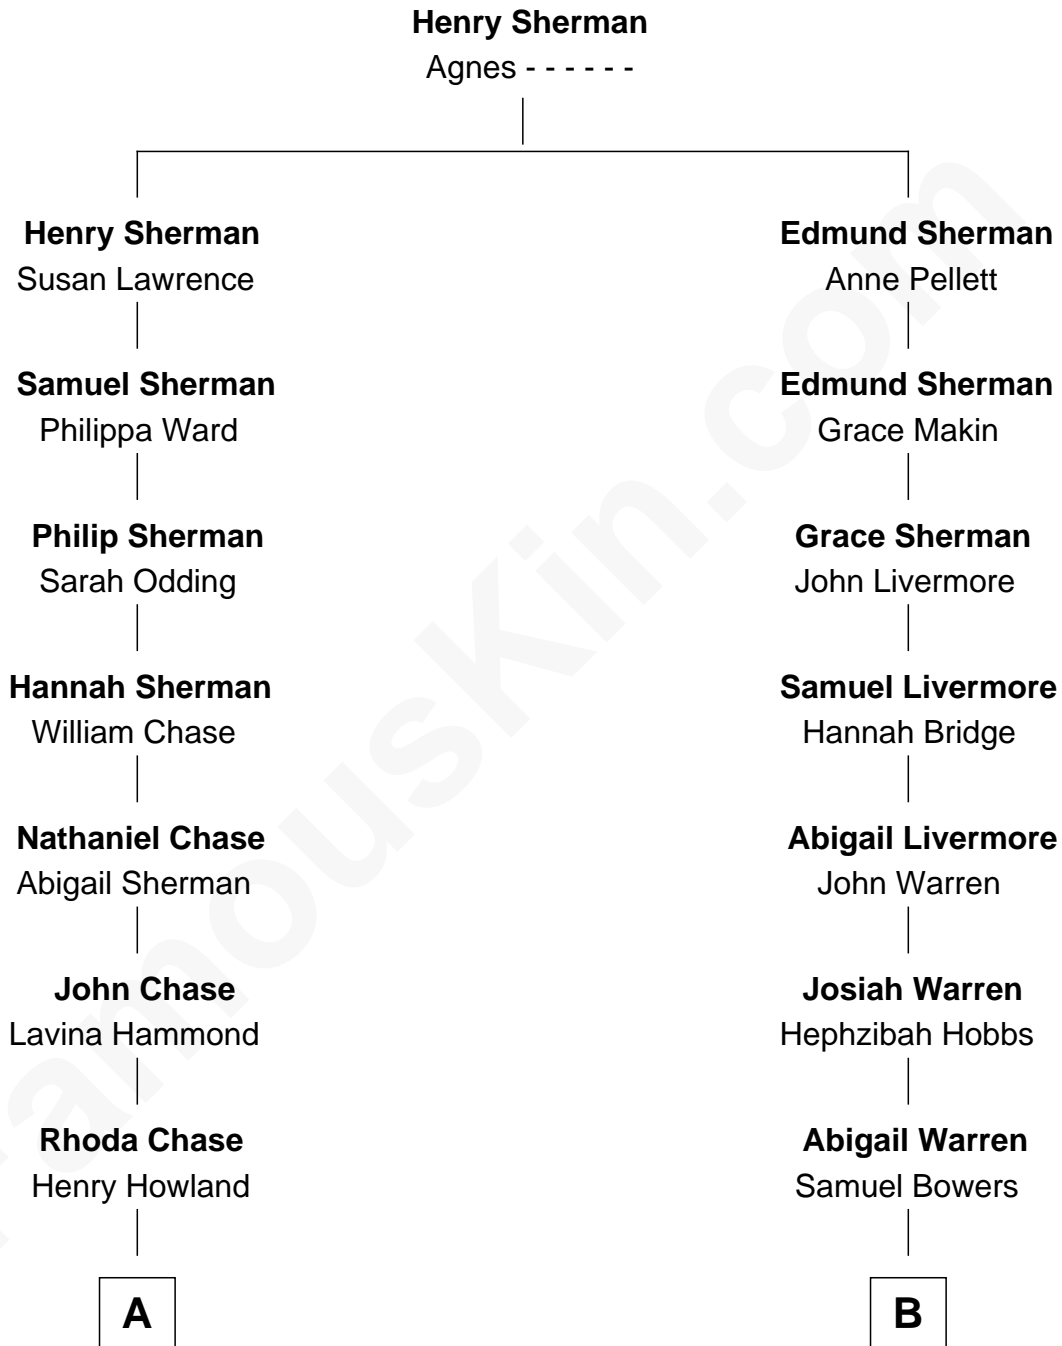 Henry Sherman
Agnes - - - - - -
Henry Sherman
Susan Lawrence
Samuel Sherman
Philippa Ward
Philip Sherman
Sarah Odding
Hannah Sherman
William Chase
Nathaniel Chase
Abigail Sherman
John Chase
Lavina Hammond
Rhoda Chase
Henry Howland
A
Edmund Sherman
Anne Pellett
Edmund Sherman
Grace Makin
Grace Sherman
John Livermore
Samuel Livermore
Hannah Bridge
Abigail Livermore
John Warren
Josiah Warren
Hephzibah Hobbs
Abigail Warren
Samuel Bowers
B
FamousKin.com